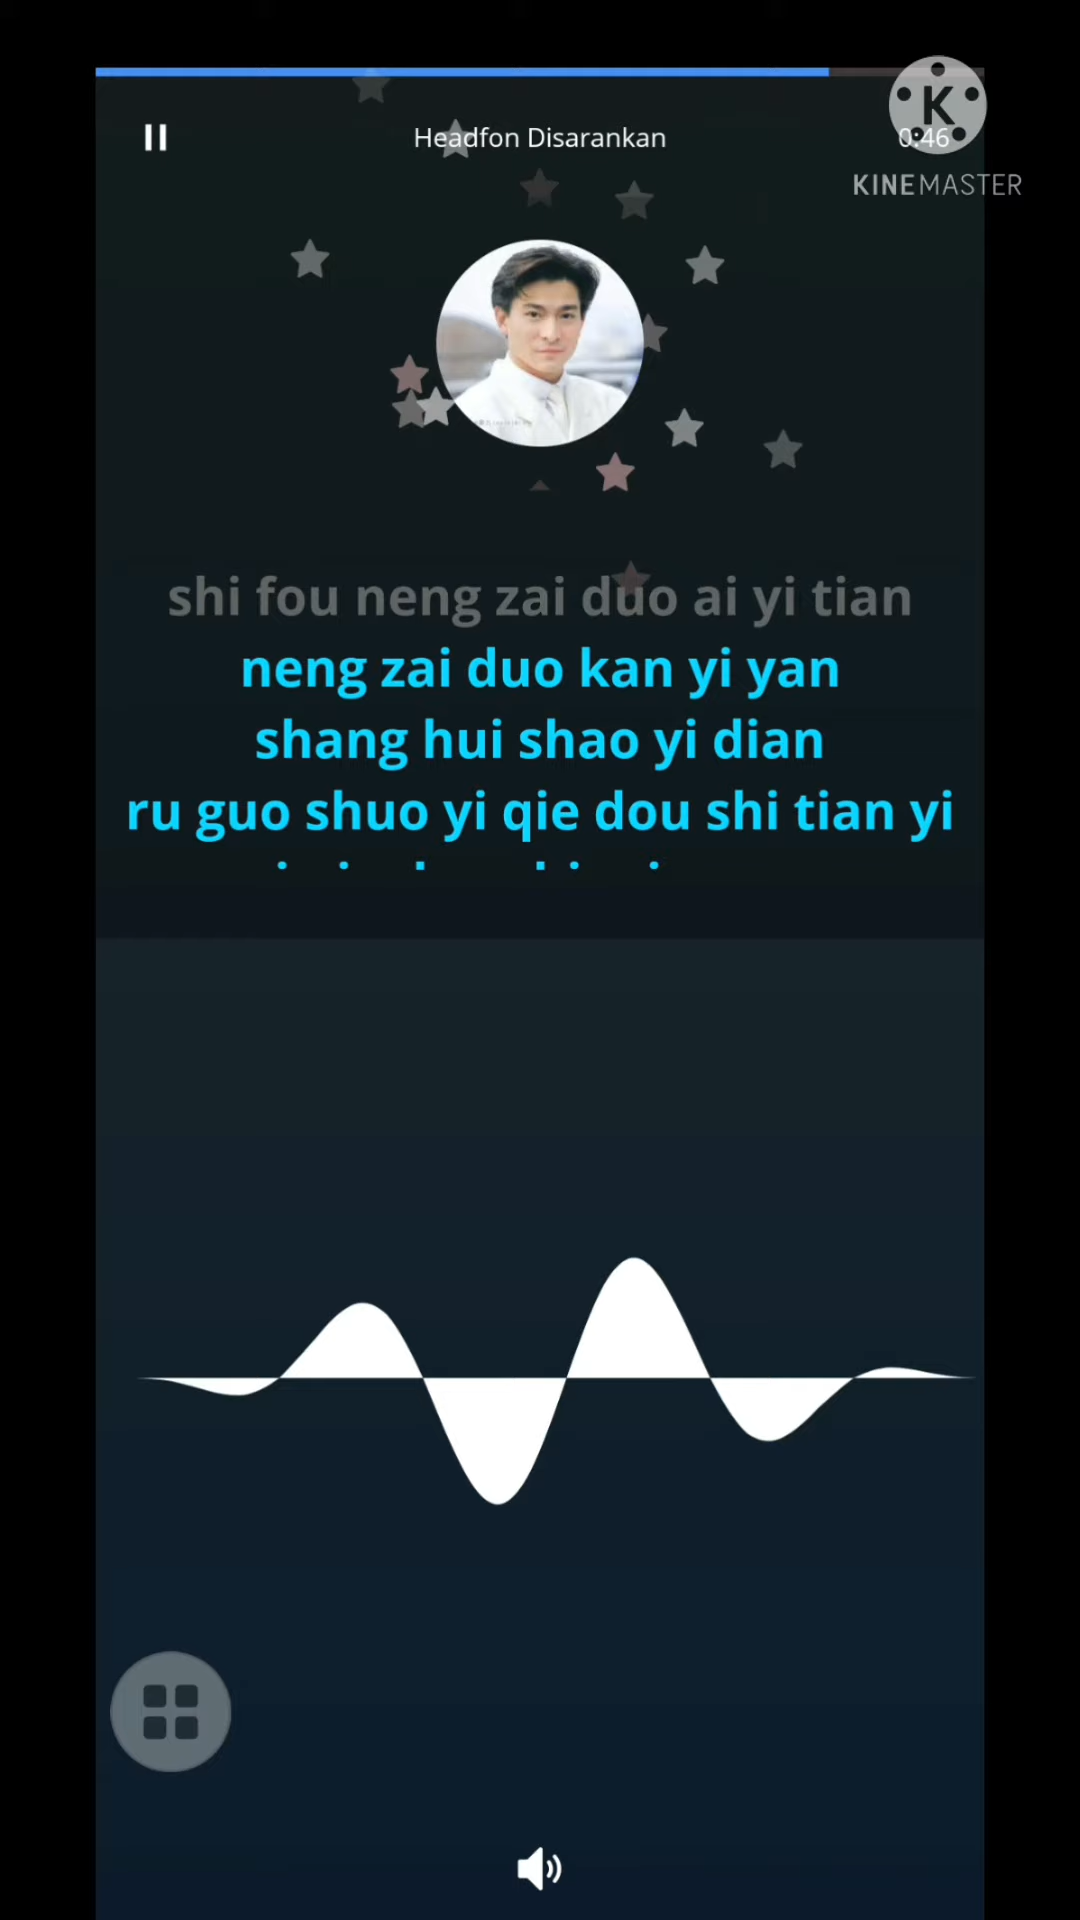 Headfon Disarankan
0:46
K
KINEMASTER
shi fou neng zai duo ai yi tian
neng zai duo kan yi yan
shang hui shao yi dian
ru guo shuo yi qie dou shi tian yi